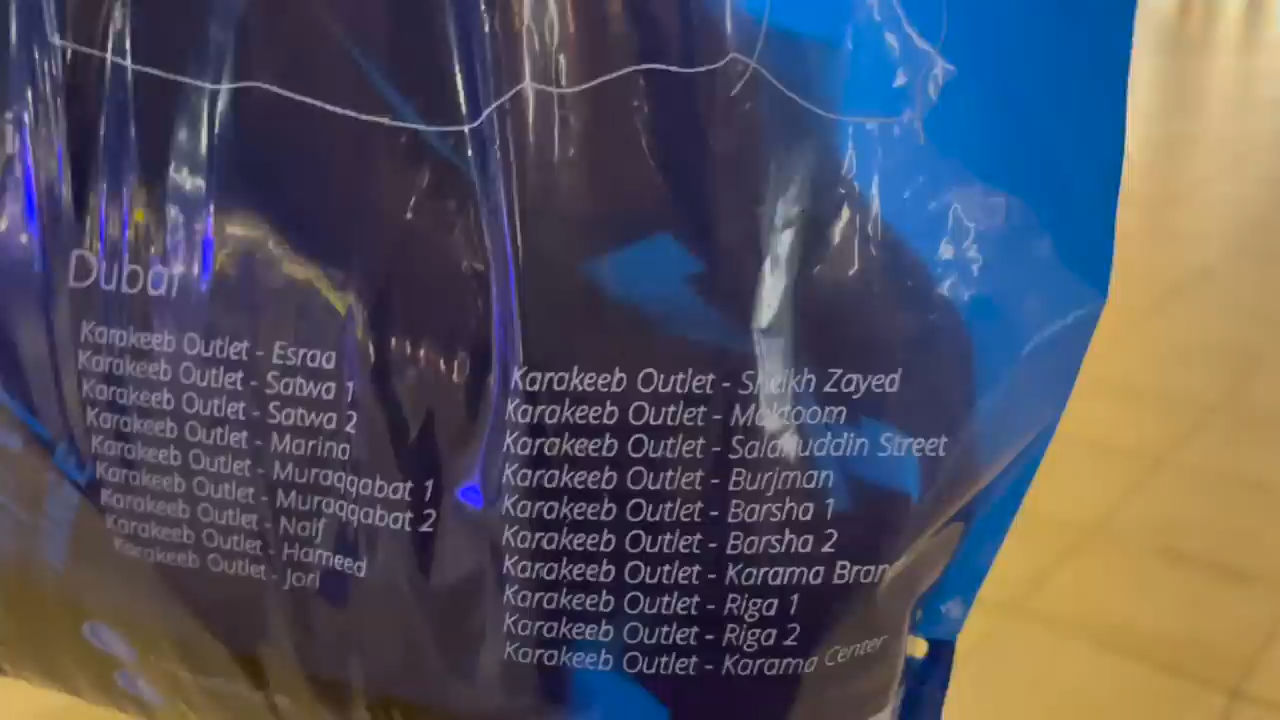 Dubai
Karakeeb Outlet - Esraa
Karakeeb Outlet - Satwa 1
Karakeeb Outlet - Satwa 2
Karakeeb Outlet - Marina
Karakeeb Outlet - Muraqqabat 1
Karakeeb Outlet - Muraqqabat 2
Karakeeb Outlet - Naif
Karakeeb Outlet - Hameed
Karakeeb Outlet - Jori
Karakeeb Outlet - Sheikh Zayed
Karakeeb Outlet - Maktoom
Karakeeb Outlet - Salahuddin Street
Karakeeb Outlet - Burjman
Karakeeb Outlet - Barsha 1
Karakeeb Outlet - Barsha 2
Karakeeb Outlet - Karama Bran
Karakeeb Outlet - Riga 1
Karakeeb Outlet - Riga 2
Karakeeb Outlet - Karama Center